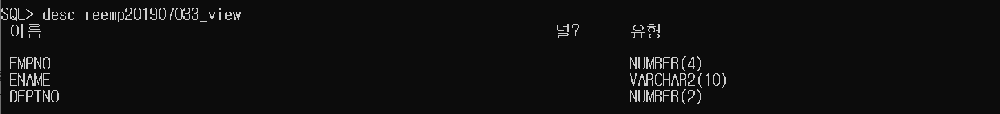 SQL> desc reemp201907033_view
이름 널? 유형
----------------------------------------------------------------- -------- --------------------------------------------
EMPNO NUMBER(4)
ENAME VARCHAR2(10)
DEPTNO NUMBER(2)